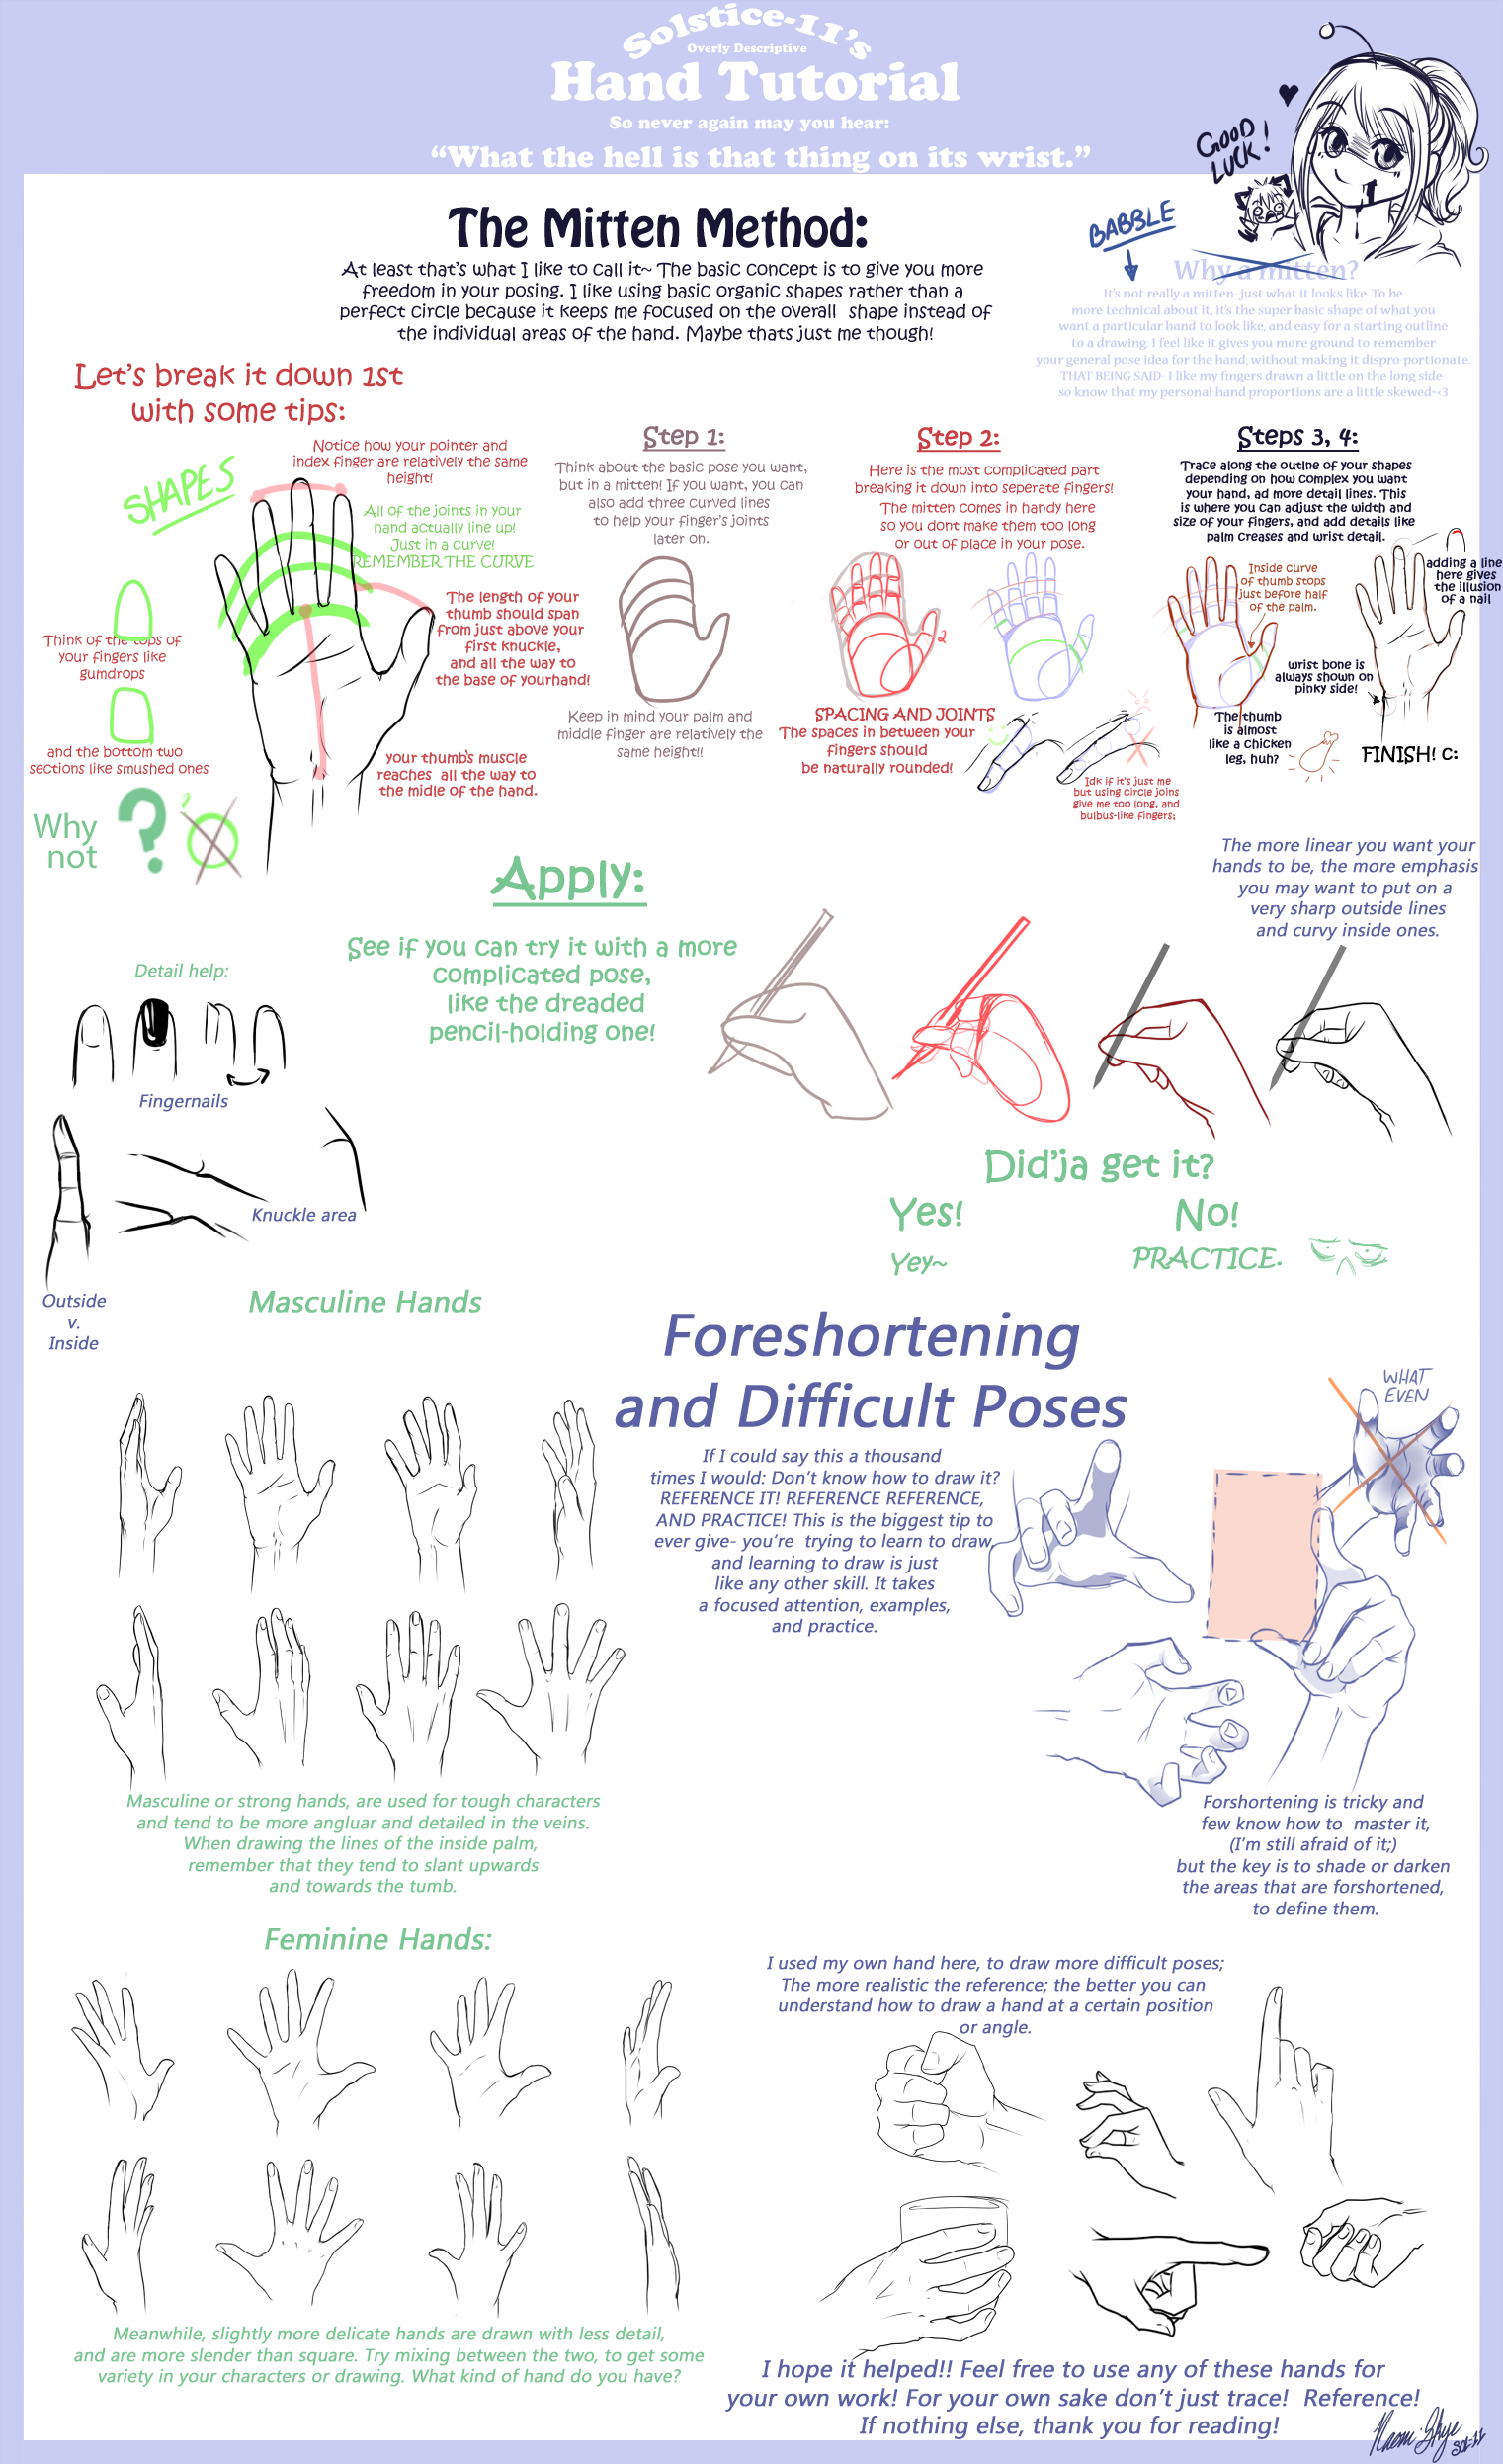 Solstice-11's
Overly Descriptive
Hand Tutorial
So never again may you hear:
“What the hell is that thing on its wrist.”
GOOD
LUCK!
The Mitten Method:
At least that's what I like to call it~ The basic concept is to give you more
freedom in your posing. I like using basic organic shapes rather than a
perfect circle because it keeps me focused on the overall shape instead of
the individual areas of the hand. Maybe thats just me though!
BABBLE
Why a mitten?
It's not really a mitten- just what it looks like. To be
more technical about it, it's the super basic shape of what you
want a particular hand to look like, and easy for a starting outline
to a drawing. I feel like it gives you more ground to remember
your general pose idea for the hand, without making it dispro-portionate.
THAT BEING SAID- I like my fingers drawn a little on the long side-
so know that my personal hand proportions are a little skewed~<3
Let's break it down 1st
with some tips:
SHAPES
Notice how your pointer and
index finger are relatively the same
height!
All of the joints in your
hand actually line up!
Just in a curve!
REMEMBER THE CURVE
Think of the tops of
your fingers like
gumdrops
and the bottom two
sections like smushed ones
The length of your
thumb should span
from just above your
first knuckle,
and all the way to
the base of yourhand!
your thumb's muscle
reaches all the way to
the midle of the hand.
Why
not
?
?
Step 1:
Think about the basic pose you want,
but in a mitten! If you want, you can
also add three curved lines
to help your finger's joints
later on.
Keep in mind your palm and
middle finger are relatively the
same height!!
Step 2:
Here is the most complicated part
breaking it down into seperate fingers!
The mitten comes in handy here
so you dont make them too long
or out of place in your pose.
2
SPACING AND JOINTS
The spaces in between your
fingers should
be naturally rounded!
Idk if it's just me
but using circle joins
give me too long, and
bulbus-like fingers;
Steps 3, 4:
Trace along the outlne of your shapes
depending on how complex you want
your hand, ad more detail lines. This
is where you can adjust the width and
size of your fingers, and add details like
palm creases and wrist detail.
Inside curve
of thumb stops
just before half
of the palm.
adding a line
here gives
the illusion
of a nail
wrist bone is
always shown on
pinky side!
The thumb
is almost
like a chicken
leg, huh?
FINISH! C:
The more linear you want your
hands to be, the more emphasis
you may want to put on a
very sharp outside lines
and curvy inside ones.
Apply:
See if you can try it with a more
complicated pose,
like the dreaded
pencil-holding one!
Detail help:
Fingernails
Knuckle area
Outside
v.
Inside
Did'ja get it?
Yes!
No!
Yey~
PRACTICE.
Masculine Hands
Masculine or strong hands, are used for tough characters
and tend to be more angluar and detailed in the veins.
When drawing the lines of the inside palm,
remember that they tend to slant upwards
and towards the tumb.
Foreshortening
and Difficult Poses
If I could say this a thousand
times I would: Don't know how to draw it?
REFERENCE IT! REFERENCE REFERENCE,
AND PRACTICE! This is the biggest tip to
ever give- you're trying to learn to draw,
and learning to draw is just
like any other skill. It takes
a focused attention, examples,
and practice.
WHAT
EVEN
Forshortening is tricky and
few know how to master it,
(I'm still afraid of it;)
but the key is to shade or darken
the areas that are forshortened,
to define them.
Feminine Hands:
Meanwhile, slightly more delicate hands are drawn with less detail,
and are more slender than square. Try mixing between the two, to get some
variety in your characters or drawing. What kind of hand do you have?
I used my own hand here, to draw more difficult poses;
The more realistic the reference; the better you can
understand how to draw a hand at a certain position
or angle.
I hope it helped!! Feel free to use any of these hands for
your own work! For your own sake don't just trace! Reference!
If nothing else, thank you for reading!